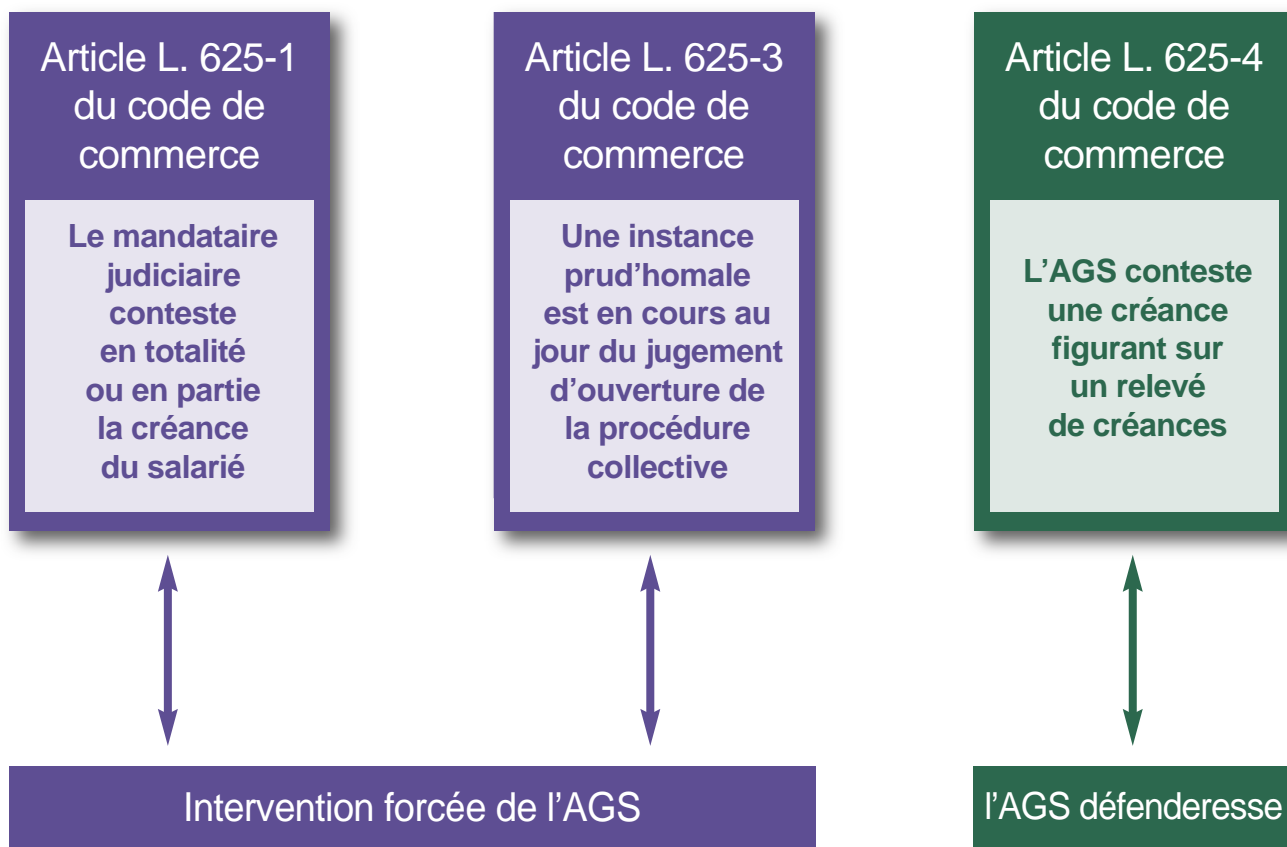 Article L. 625-1
du code de
commerce
Le mandataire
judiciaire
conteste
en totalité
ou en partie
la créance
du salarié
Article L. 625-3
du code de
commerce
Une instance
prud’homale
est en cours au
jour du jugement
d’ouverture de
la procédure
collective
Article L. 625-4
du code de
commerce
L’AGS conteste
une créance
figurant sur
un relevé
de créances
Intervention forcée de l’AGS
l’AGS défenderesse